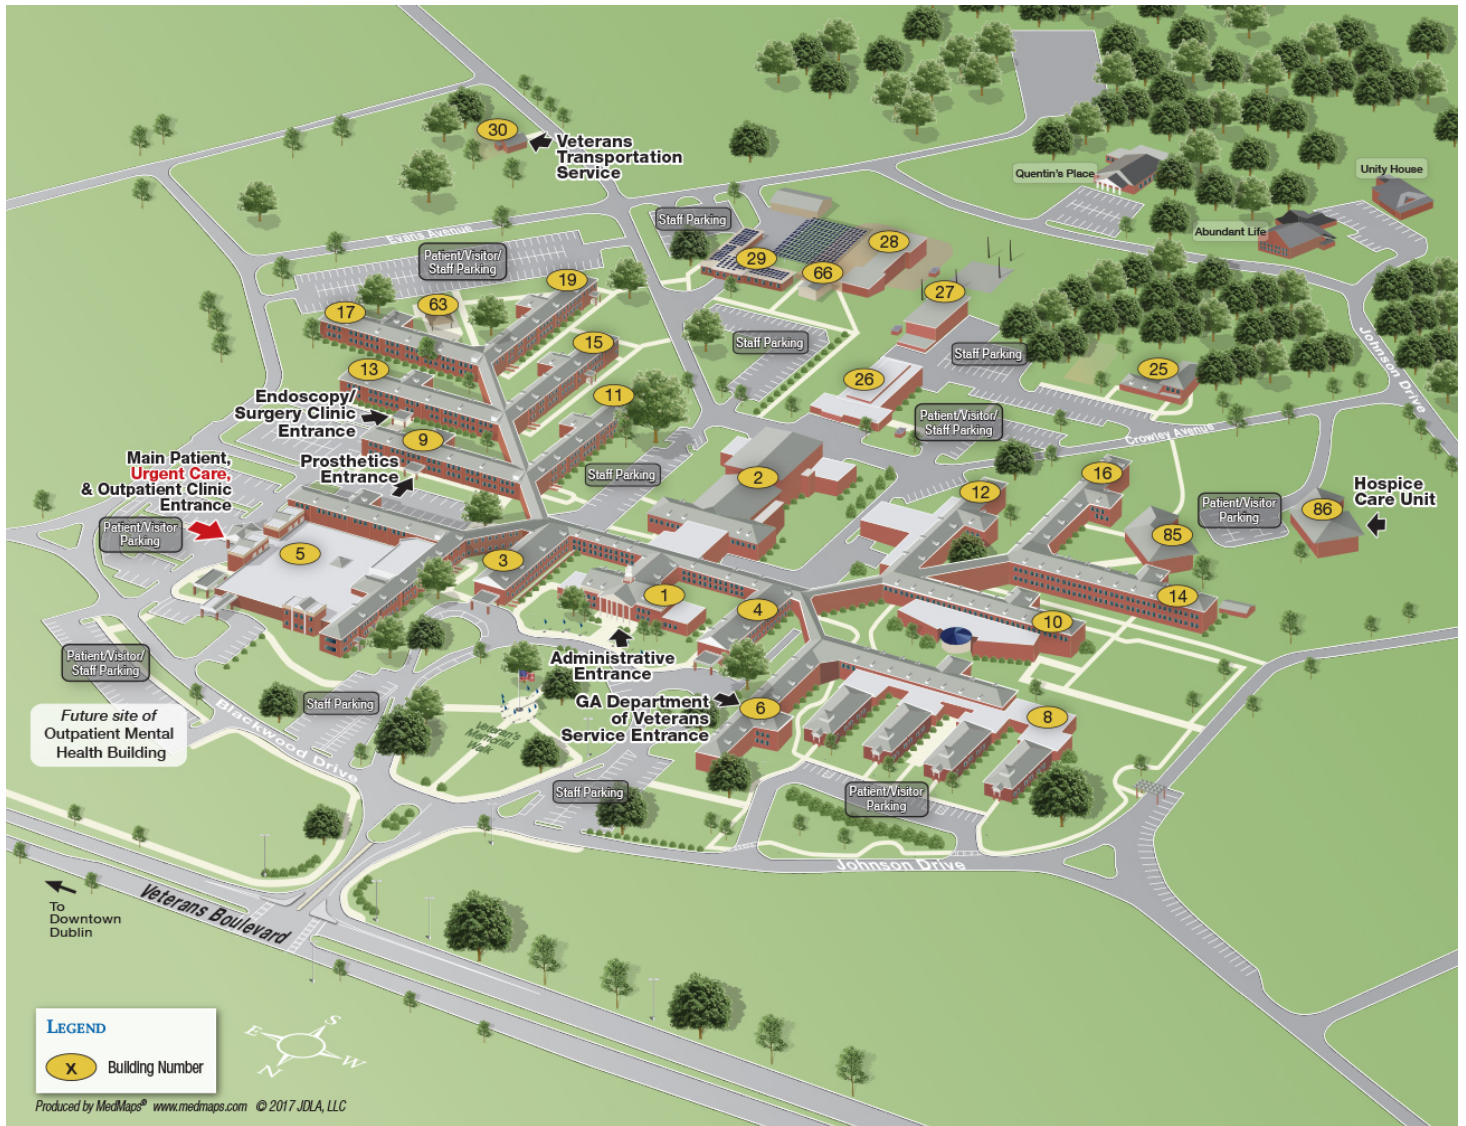 30
Veterans
Transportation
Service
Quentin's Place
Unity House
Abundant Life
Staff Parking
Evans Avenue
Patient/Visitor/
Staff Parking
29
28
66
27
19
63
17
15
13
11
9
Staff Parking
Staff Parking
25
26
Johnson Drive
Patient/Visitor/
Staff Parking
Crowley Avenue
Endoscopy/
Surgery Clinic
Entrance
Prosthetics
Entrance
Main Patient,
Urgent Care,
& Outpatient Clinic
Entrance
Patient/Visitor
Parking
Staff Parking
2
12
16
Patient/Visitor
Parking
86
Hospice
Care Unit
85
5
3
1
4
10
14
Administrative
Entrance
GA Department
of Veterans
Service Entrance
6
8
Patient/Visitor/
Staff Parking
Staff Parking
Future site of
Outpatient Mental
Health Building
Blackwood Drive
Veteran's
Memorial
Walk
Staff Parking
Patient/Visitor
Parking
Johnson Drive
Veterans Boulevard
To
Downtown
Dublin
LEGEND
X
Building Number
E
S
N
W
Produced by MedMaps® www.medmaps.com © 2017 JDLA, LLC